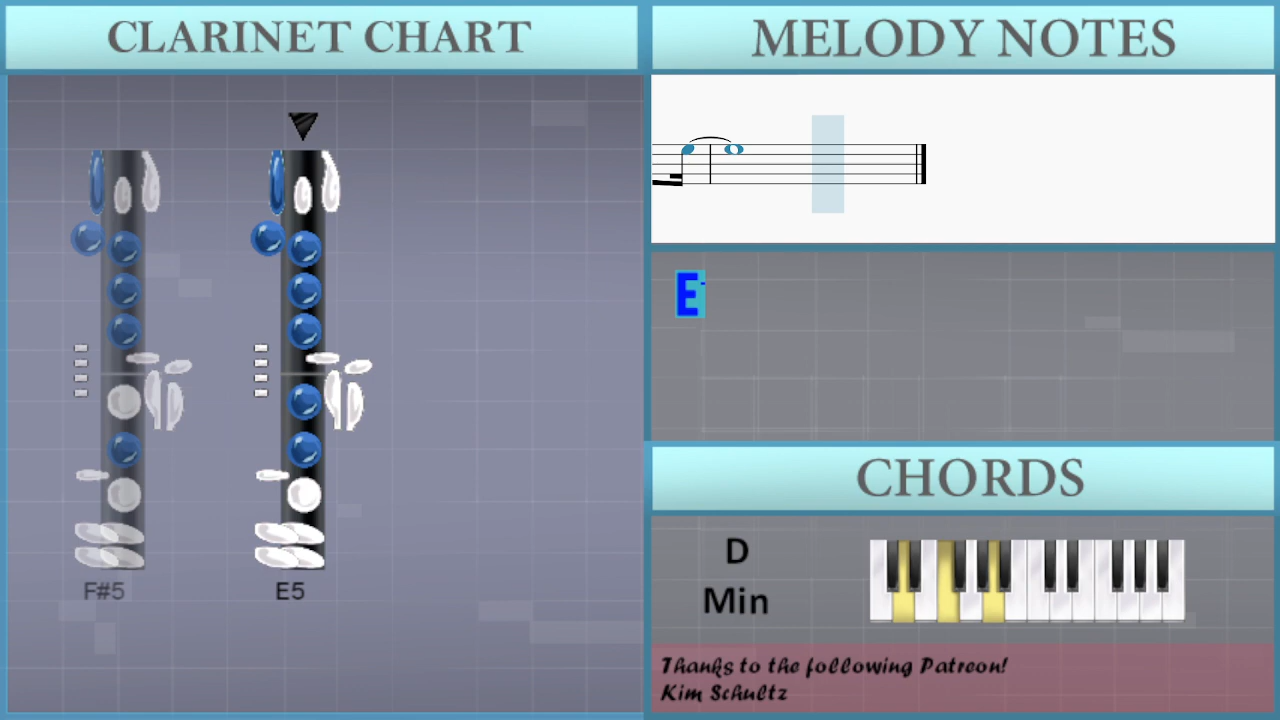 CLARINET CHART
MELODY NOTES
F#5
E5
E
CHORDS
D
Min
Thanks to the following Patreon!
Kim Schultz